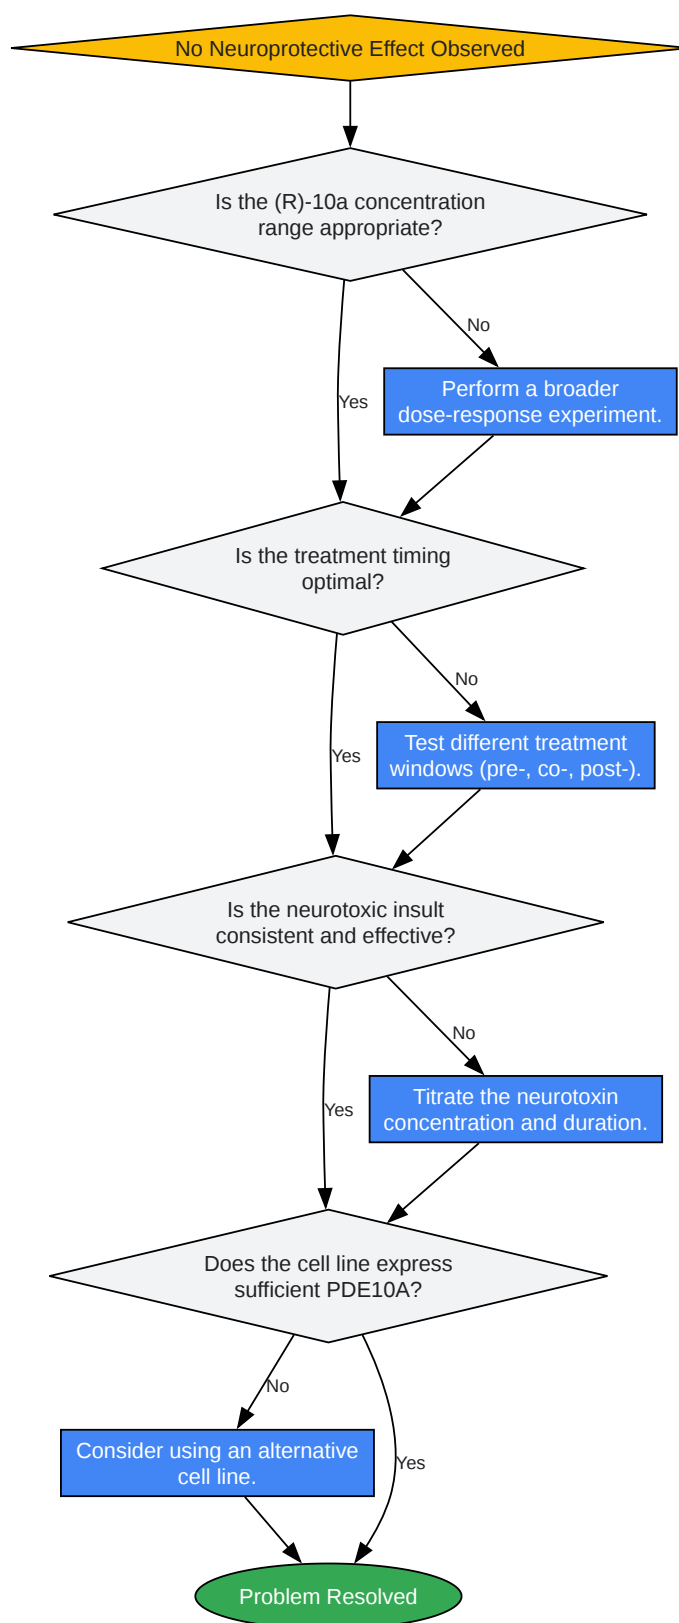 No Neuroprotective Effect Observed
Is the (R)-10a concentration
range appropriate?
No
Yes
Perform a broader
dose-response experiment.
Is the treatment timing
optimal?
No
Yes
Test different treatment
windows (pre-, co-, post-).
Is the neurotoxic insult
consistent and effective?
No
Yes
Titrate the neurotoxin
concentration and duration.
Does the cell line express
sufficient PDE10A?
No
Yes
Consider using an alternative
cell line.
Problem Resolved